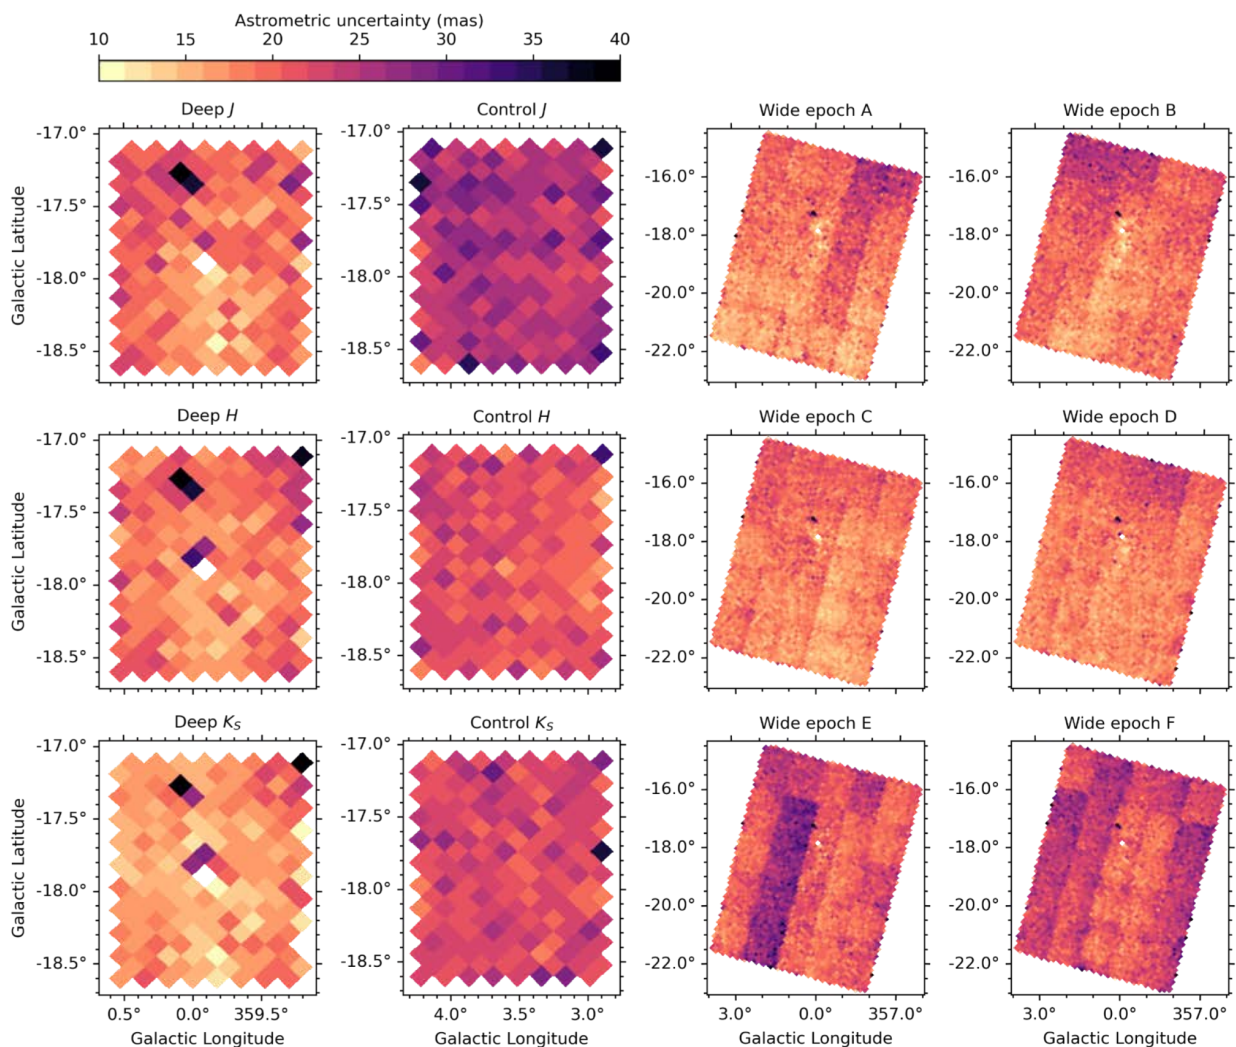 Astrometric uncertainty (mas)
10 15 20 25 30 35 40
Deep J Control J Wide epoch A Wide epoch B
-17.0° -17.0°
-16.0° -16.0°
-17.5° -17.5°
-18.0° -18.0°
-18.0° -18.0°
-20.0° -20.0°
-18.5° -18.5°
-22.0° -22.0°
Galactic Latitude
Deep H Control H Wide epoch C Wide epoch D
-17.0° -17.0°
-16.0° -16.0°
-17.5° -17.5°
-18.0° -18.0°
-18.0° -18.0°
-20.0° -20.0°
-18.5° -18.5°
-22.0° -22.0°
Galactic Latitude
Deep KS Control KS Wide epoch E Wide epoch F
-17.0° -17.0°
-16.0° -16.0°
-17.5° -17.5°
-18.0° -18.0°
-18.0° -18.0°
-20.0° -20.0°
-18.5° -18.5°
-22.0° -22.0°
Galactic Latitude
0.5° 0.0° 359.5° 4.0° 3.5° 3.0° 3.0° 0.0° 357.0° 3.0° 0.0° 357.0°
Galactic Longitude Galactic Longitude Galactic Longitude Galactic Longitude